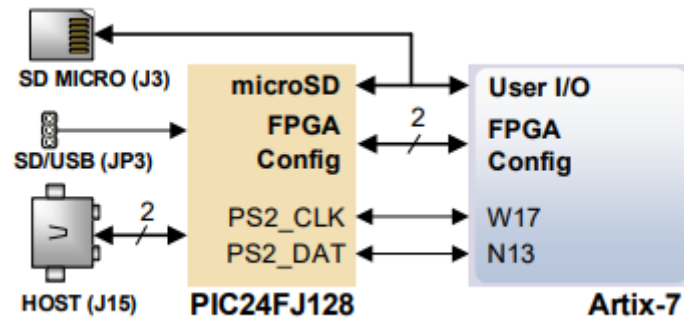 SD MICRO (J3)
SD/USB (JP3)
2
HOST (J15)
microSD
FPGA
Config
PS2_CLK
PS2_DAT
PIC24FJ128
2
User I/O
FPGA
Config
W17
N13
Artix-7